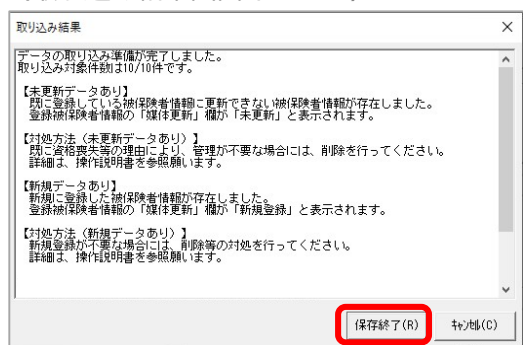 取り込み結果
データの取り込み準備が完了しました。
取り込み対象件数は10/10件です。
【未更新データあり】
既に登録している被保険者情報に更新できない被保険者情報が存在しました。
登録被保険者情報の「媒体更新」欄が「未更新」と表示されます。
【対処方法（未更新データあり）】
既に資格喪失等の理由により、管理が不要な場合には、削除を行ってください。
詳細は、操作説明書を参照願います。
【新規データあり】
新規に登録した被保険者情報が存在しました。
登録被保険者情報の「媒体更新」欄が「新規登録」と表示されます。
【対処方法（新規データあり）】
新規登録が不要な場合には、削除等の対処を行ってください。
詳細は、操作説明書を参照願います。
保存終了(R)
ｷｬﾝｾﾙ(C)